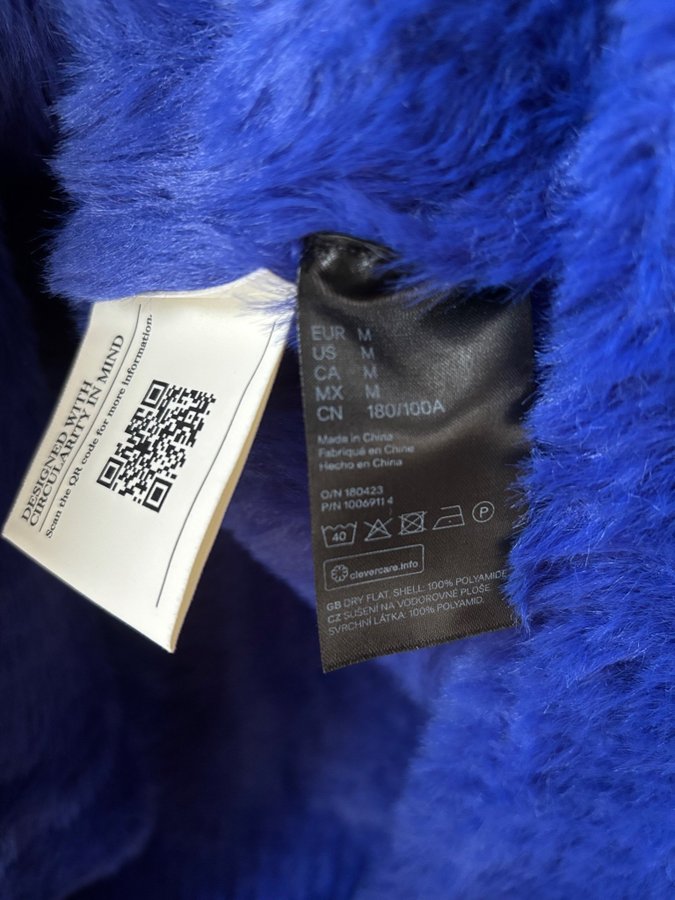 DESIGNED WITH
CIRCULARITY IN MIND
Scan the QR code for more information.
EUR M
US M
CA M
MX M
CN 180/100A
Made in China
Fabriqué en Chine
Hecho en China
O/N 180423
P/N 1006911 4
40 P
clevercare.info
GB DRY FLAT. SHELL: 100% POLYAMIDE
CZ SUŠENÍ NA VODOROVNÉ PLOŠE
SVRCHNÍ LÁTKA: 100% POLYAMID.